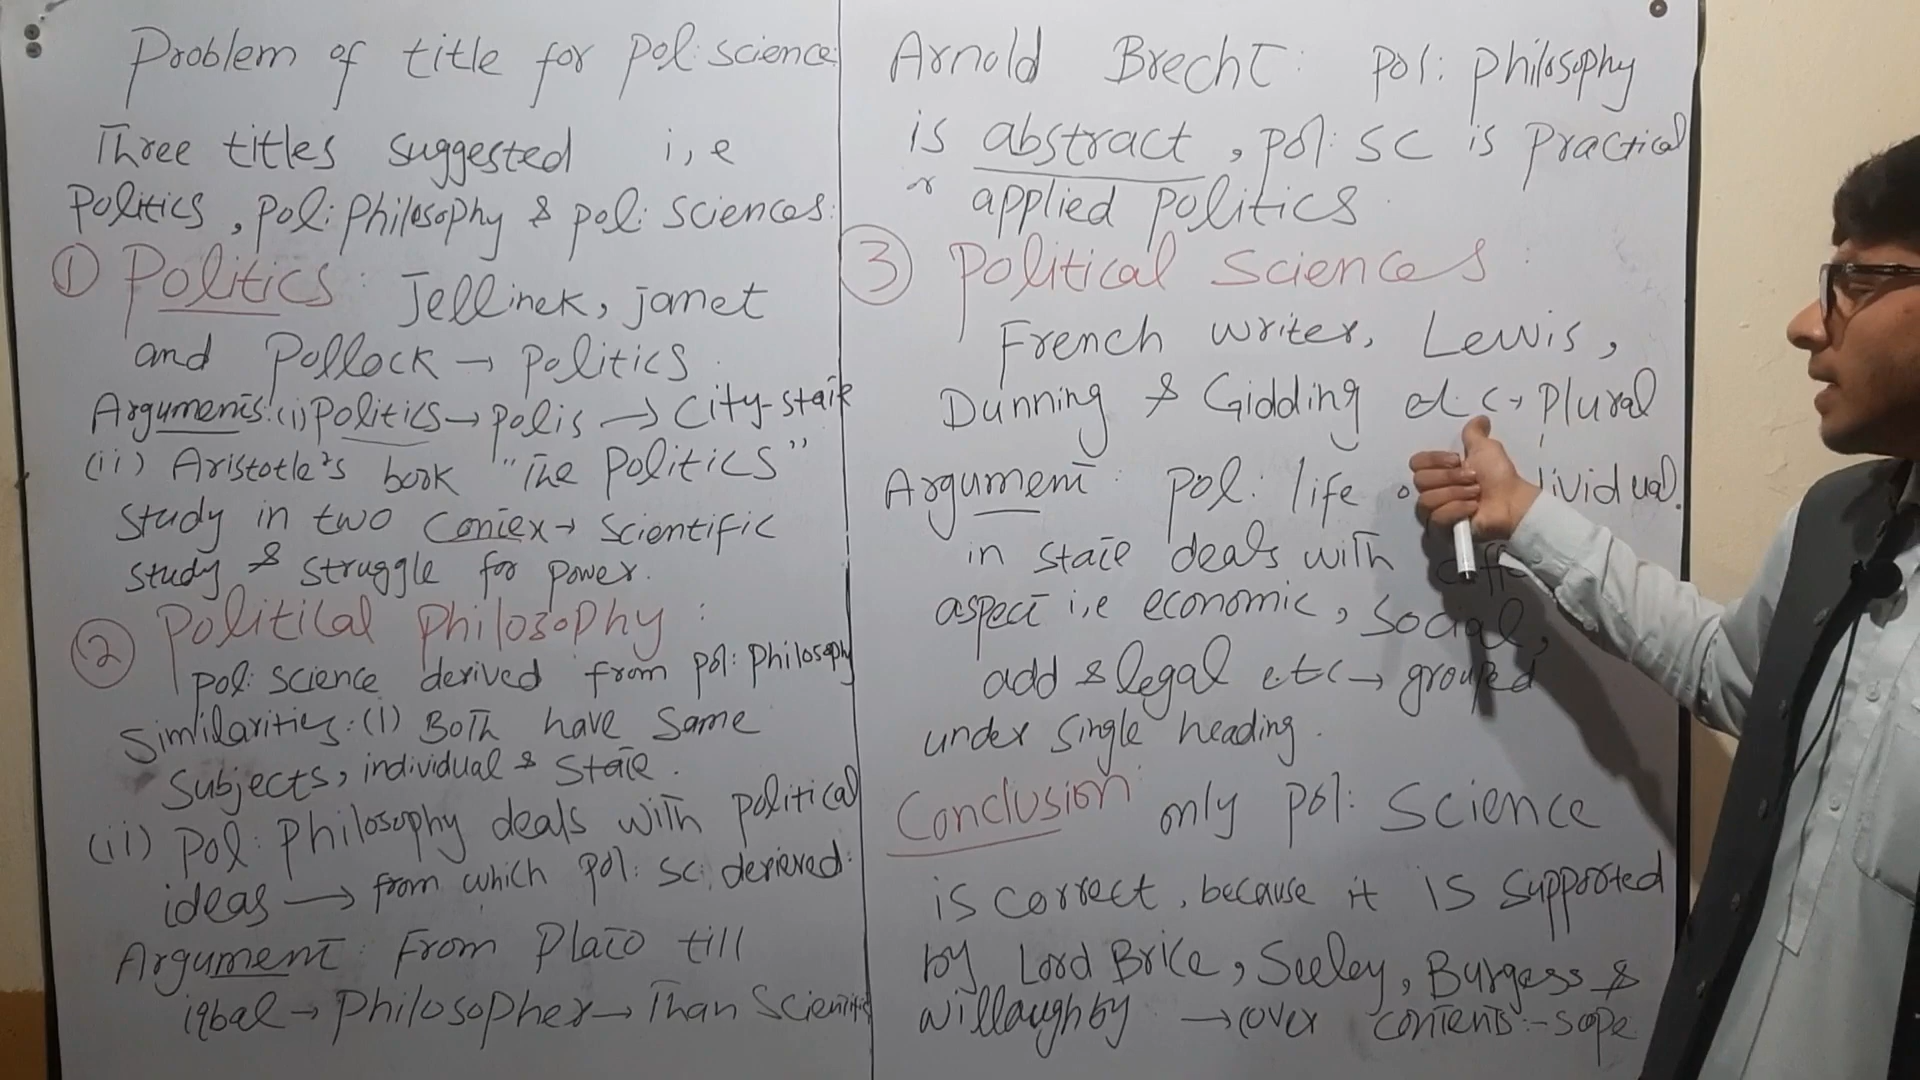 Problem of title for pol: science:
Three titles suggested i,e
Politics, pol: philosophy & pol: sciences:
① Politics: Jellinek, janet
and Pollock → politics.
Arguments: (i) Politics → polis → City-state
(ii) Aristotle's book "The Politics"
study in two Contex → Scientific
study & struggle for power.
② Political philosophy:
pol: science derived from pol: philosophy
Similarities: (1) Both have same
subjects, individual & state.
(ii) pol: philosophy deals with political
ideas → from which pol: sc: derieved:
Argument: From Plato till
iqbal → philosopher → Than Scientist
Arnold Brecht: pol: philosophy
is abstract, pol: sc is practical
or applied politics.
③ Political Sciences:
French writer, Lewis,
Dunning & Gidding etc → plural
Argument: pol: life
in state deals with
aspect i,e economic, social,
add & legal etc → grouped
under single heading.
Conclusion: only pol: science
is correct, because it is supported
by Lord Brice, Seeley, Burgess &
willaughby → cover contents:-scope